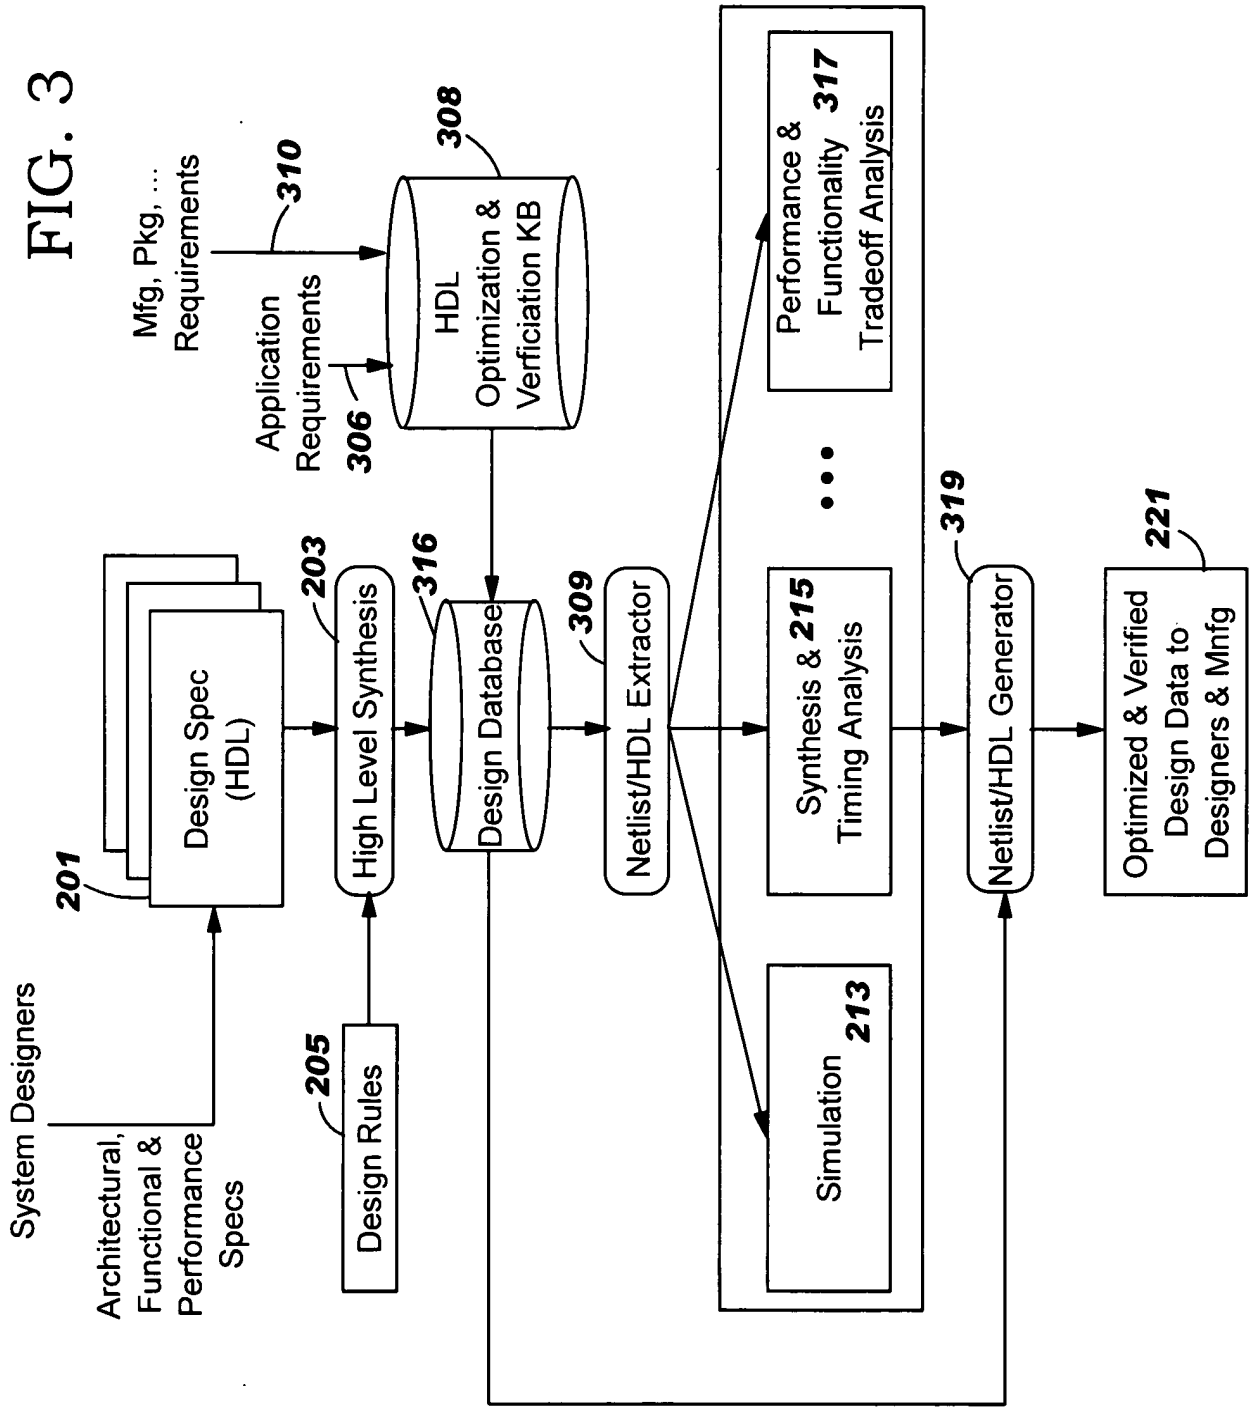 FIG. 3
System Designers
Architectural,
Functional &
Performance
Specs
201
Design Spec
(HDL)
Mfg, Pkg, ...
Requirements
310
Application
Requirements
306
205
Design Rules
203
High Level Synthesis
316
Design Database
308
HDL
Optimization &
Verficiation KB
309
Netlist/HDL Extractor
Simulation
213
Synthesis & 215
Timing Analysis
...
Performance &
Functionality 317
Tradeoff Analysis
319
Netlist/HDL Generator
221
Optimized & Verified
Design Data to
Designers & Mnfg